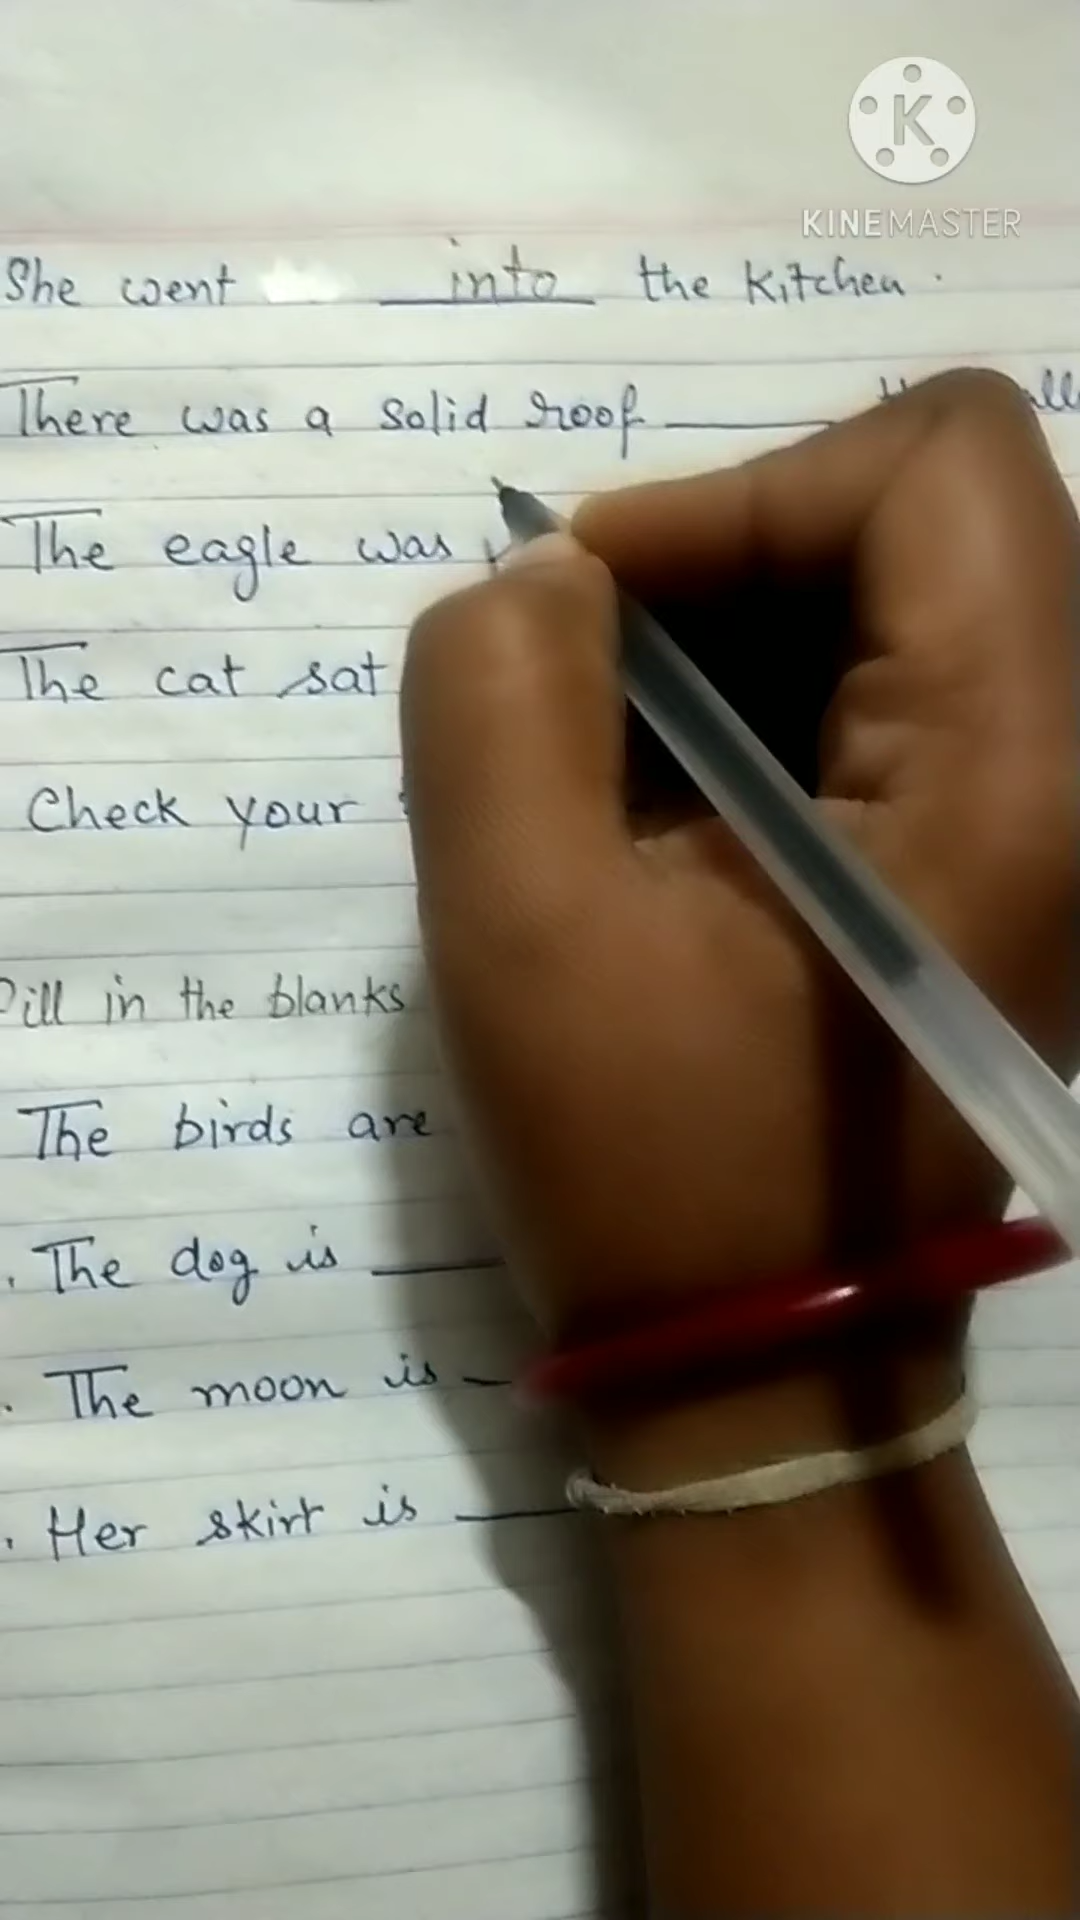 KINEMASTER
She went into the kitchen.
There was a solid roof
The eagle was
The cat sat
Check your
ill in the blanks
The birds are
. The dog is
. The moon is
. Her skirt is